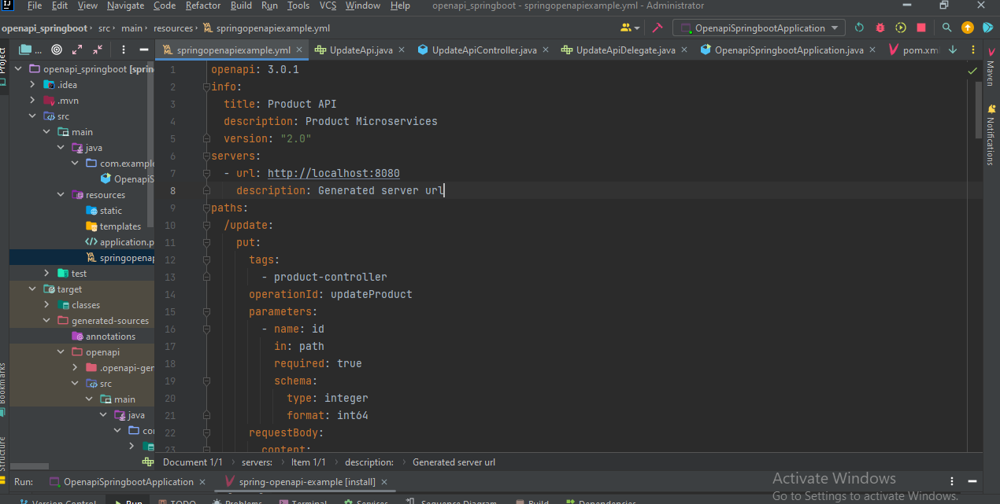 File Edit View Navigate Code Refactor Build Run Tools VCS Window Help openapi_springboot - springopenapiexample.yml - Administrator
openapi_springboot src main resources springopenapiexample.yml OpenapiSpringbootApplication
Project
... springopenapiexample.yml UpdateApi.java UpdateApiController.java UpdateApiDelegate.java OpenapiSpringbootApplication.java pom.xm
openapi_springboot [sprin
.idea
.mvn
src
main
java
com.example
OpenapiS
resources
static
templates
application.p
springopenap
test
target
classes
generated-sources
annotations
openapi
.openapi-gen
src
main
java
co
1 openapi: 3.0.1
2 info:
3 title: Product API
4 description: Product Microservices
5 version: "2.0"
6 servers:
7 - url: http://localhost:8080
8 description: Generated server url
9 paths:
10 /update:
11 put:
12 tags:
13 - product-controller
14 operationId: updateProduct
15 parameters:
16 - name: id
17 in: path
18 required: true
19 schema:
20 type: integer
21 format: int64
22 requestBody:
23 content:
Maven
Notifications
Bookmarks
Structure
Document 1/1 servers: Item 1/1 description: Generated server url
Run: OpenapiSpringbootApplication spring-openapi-example [install]
Activate Windows
Go to Settings to activate Windows.
Version Control Run TODO Problems Terminal Services Sequence Diagram Build Dependencies